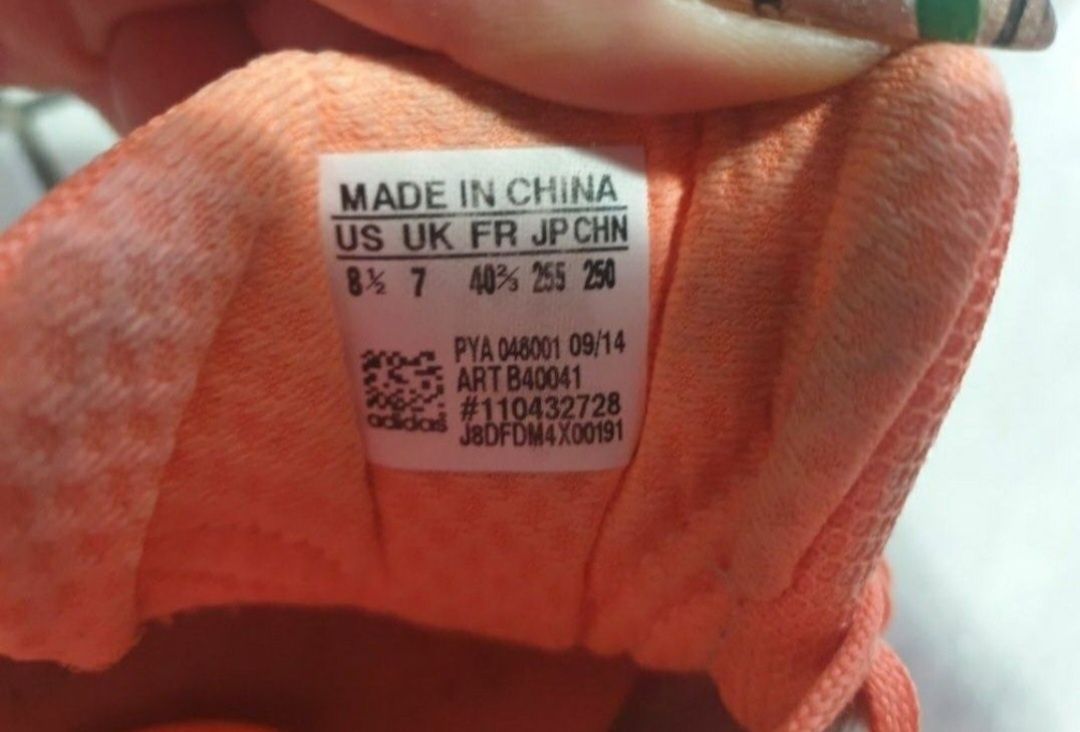 MADE IN CHINA
US UK FR JP CHN
8½ 7 40⅔ 255 250
PYA 046001 09/14
ART B40041
#110432728
J8DFDM4X00191
adidas